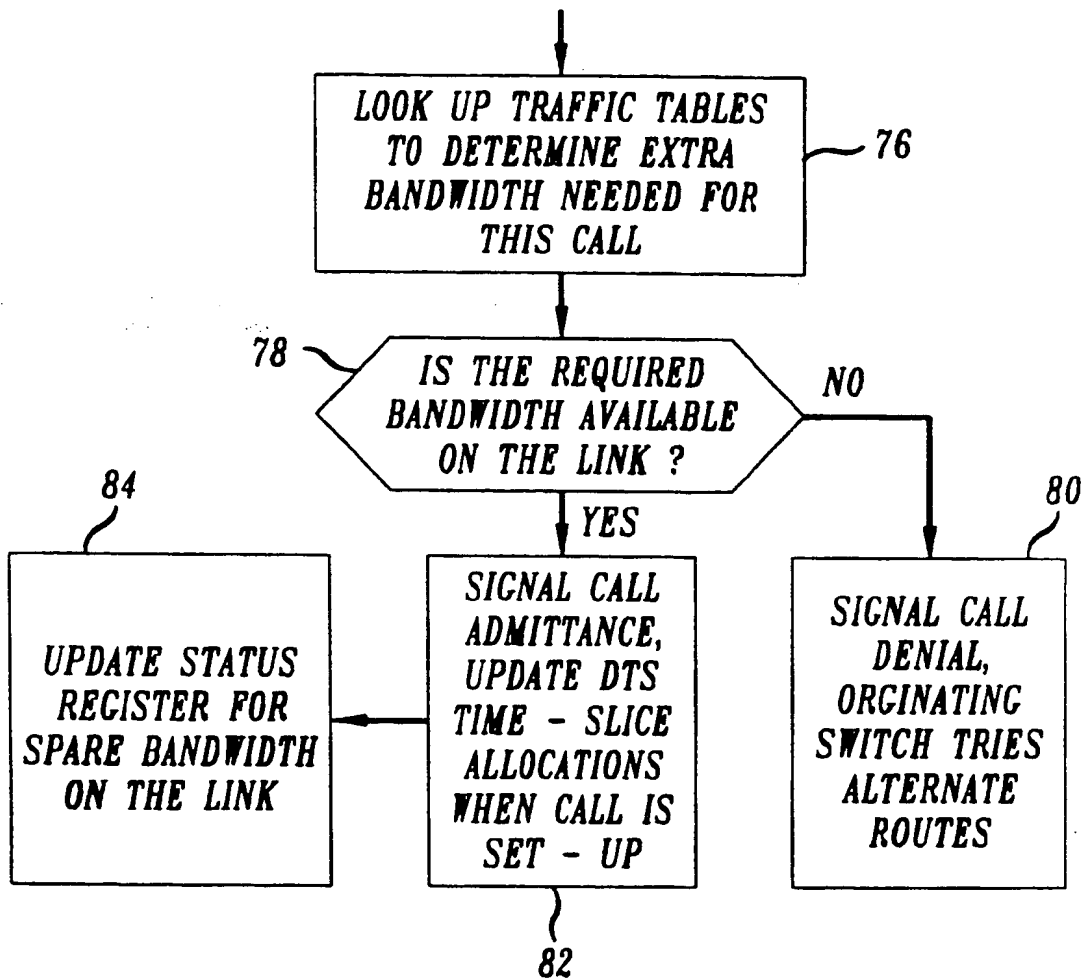 LOOK UP TRAFFIC TABLES
TO DETERMINE EXTRA
BANDWIDTH NEEDED FOR
THIS CALL
76
78
IS THE REQUIRED
BANDWIDTH AVAILABLE
ON THE LINK ?
NO
YES
84
UPDATE STATUS
REGISTER FOR
SPARE BANDWIDTH
ON THE LINK
SIGNAL CALL
ADMITTANCE,
UPDATE DTS
TIME - SLICE
ALLOCATIONS
WHEN CALL IS
SET - UP
82
80
SIGNAL CALL
DENIAL,
ORGINATING
SWITCH TRIES
ALTERNATE
ROUTES